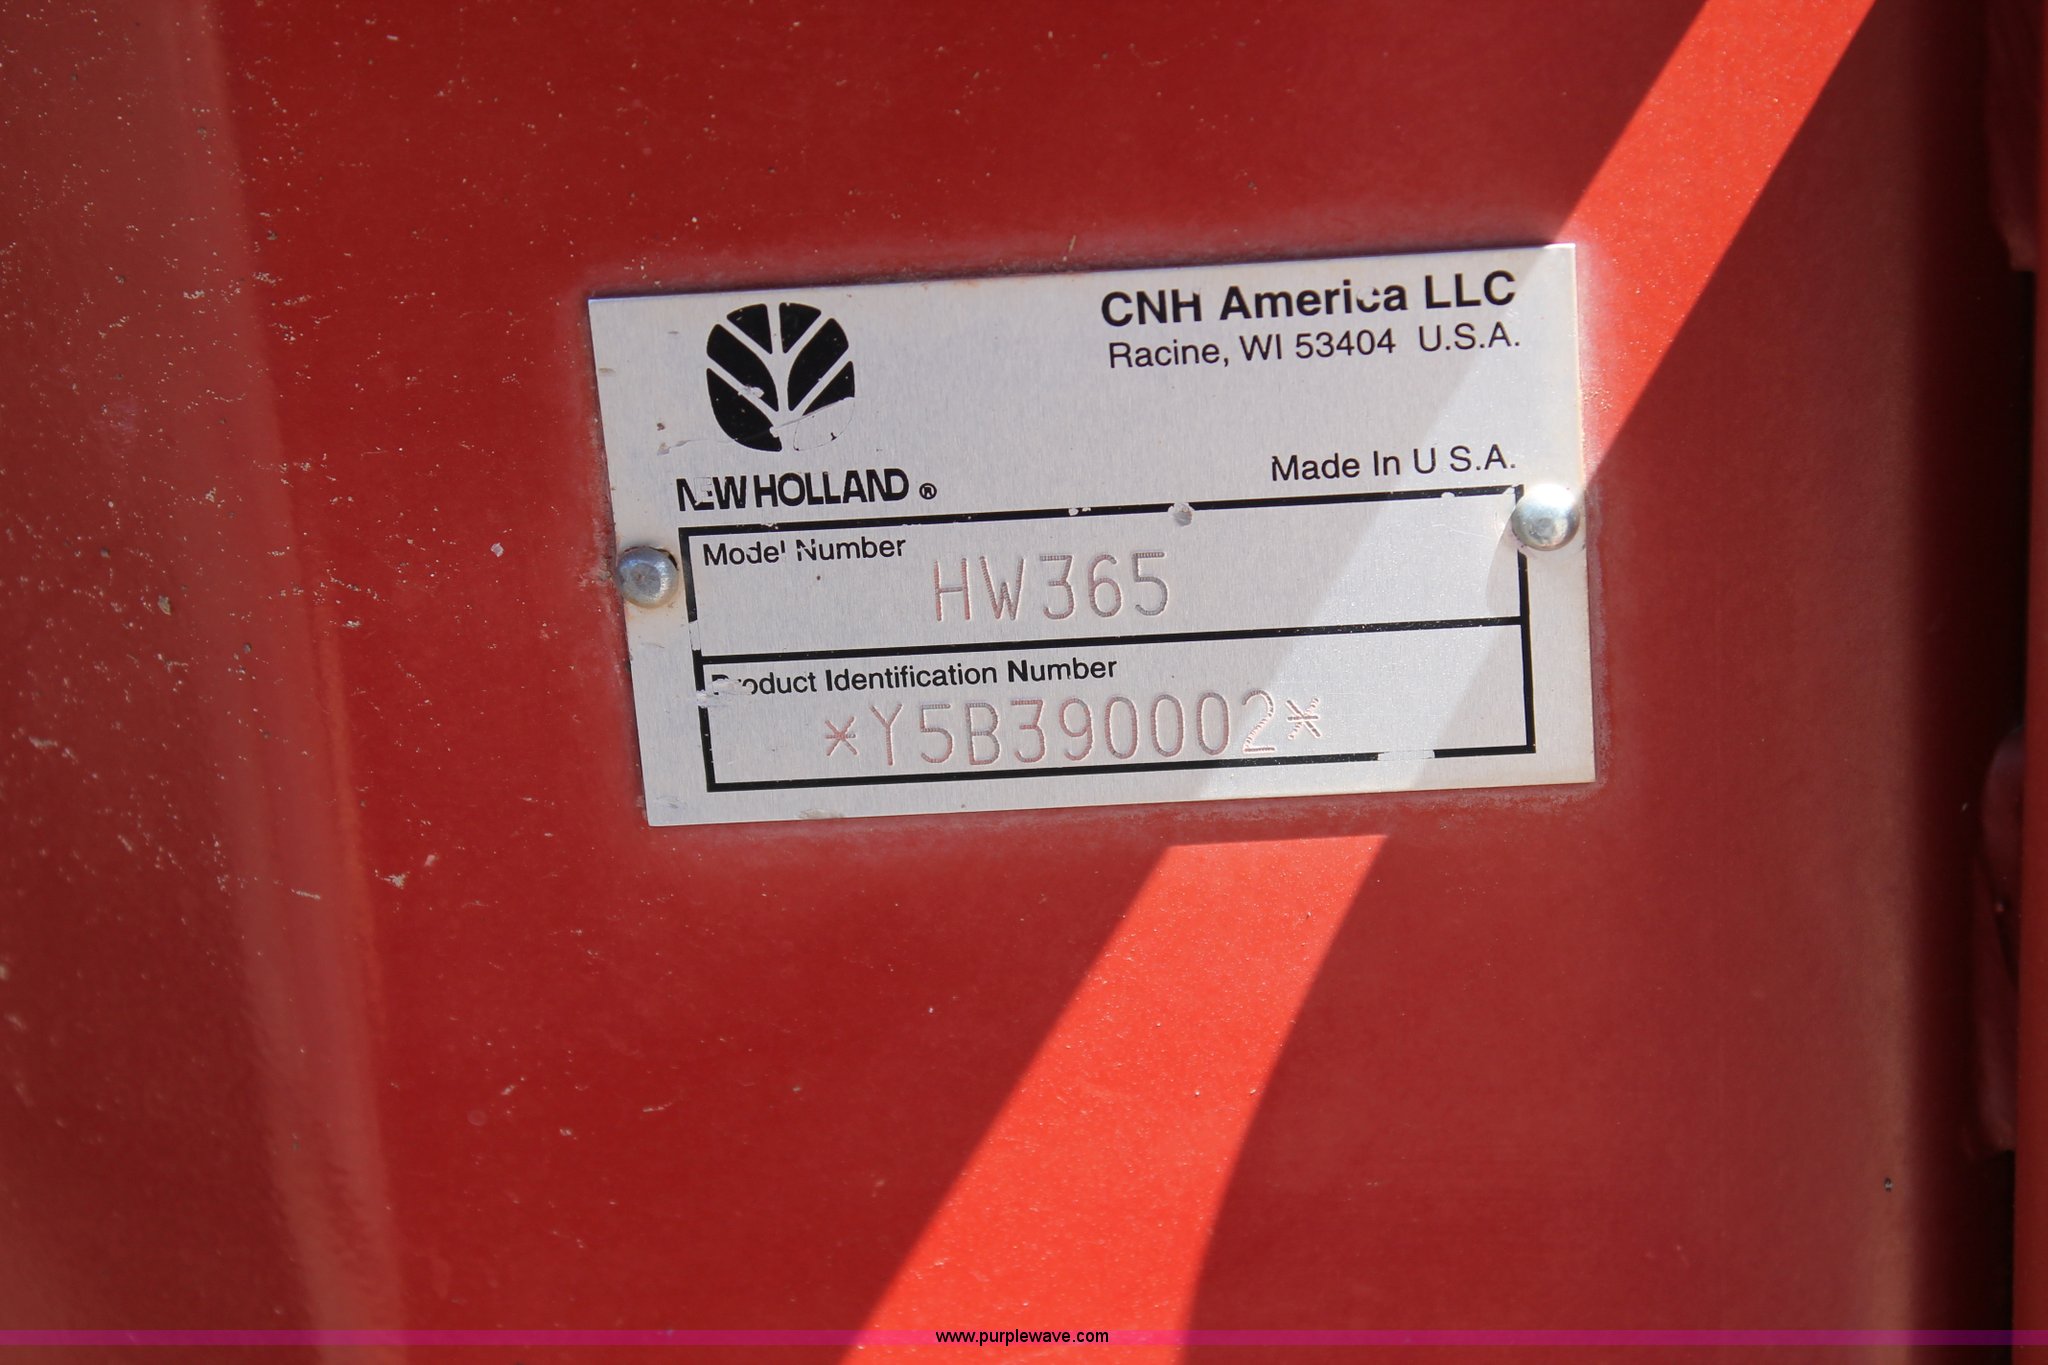 CNH America LLC
Racine, WI 53404 U.S.A.
Made In U S.A.
NEW HOLLAND ®
Model Number
HW365
Product Identification Number
*Y5B390002*
www.purplewave.com